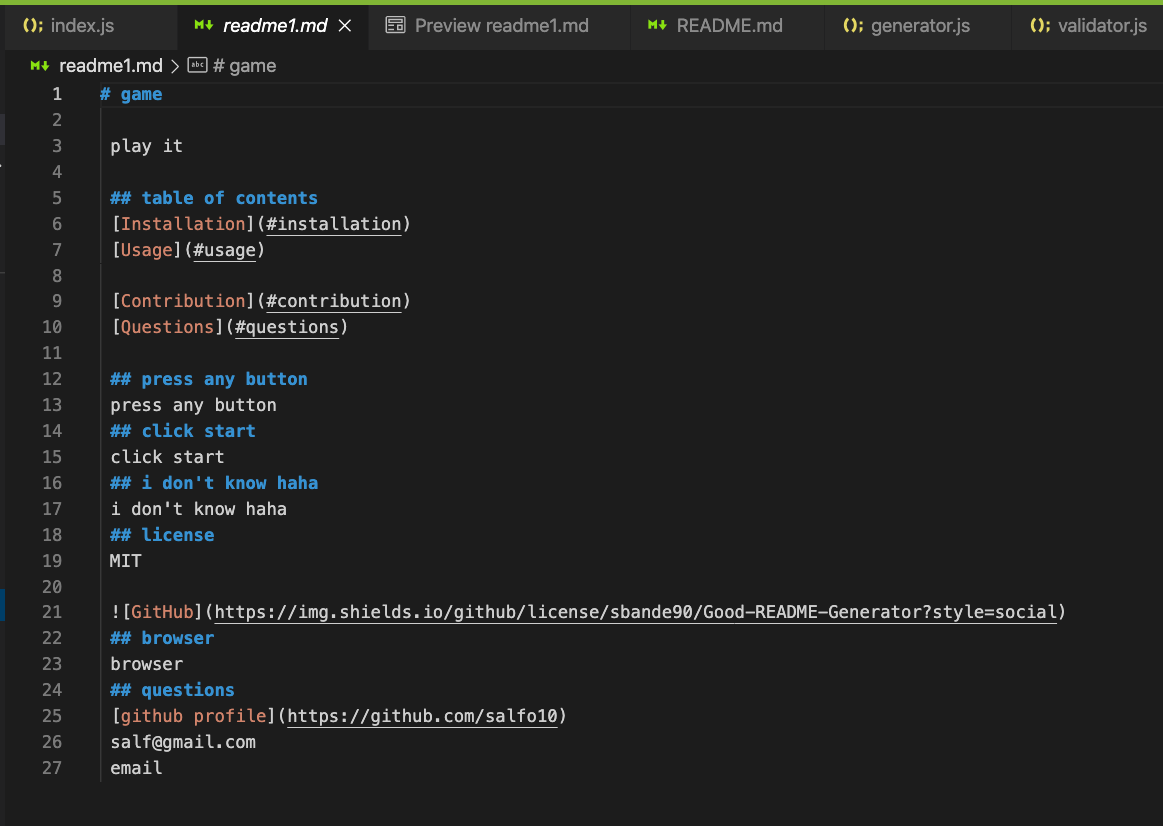 index.js readme1.md Preview readme1.md README.md generator.js validator.js
readme1.md > # game
1 # game
2
3 play it
4
5 ## table of contents
6 [Installation](#installation)
7 [Usage](#usage)
8
9 [Contribution](#contribution)
10 [Questions](#questions)
11
12 ## press any button
13 press any button
14 ## click start
15 click start
16 ## i don't know haha
17 i don't know haha
18 ## license
19 MIT
20
21 ![GitHub](https://img.shields.io/github/license/sbande90/Good-README-Generator?style=social)
22 ## browser
23 browser
24 ## questions
25 [github profile](https://github.com/salfo10)
26 salf@gmail.com
27 email